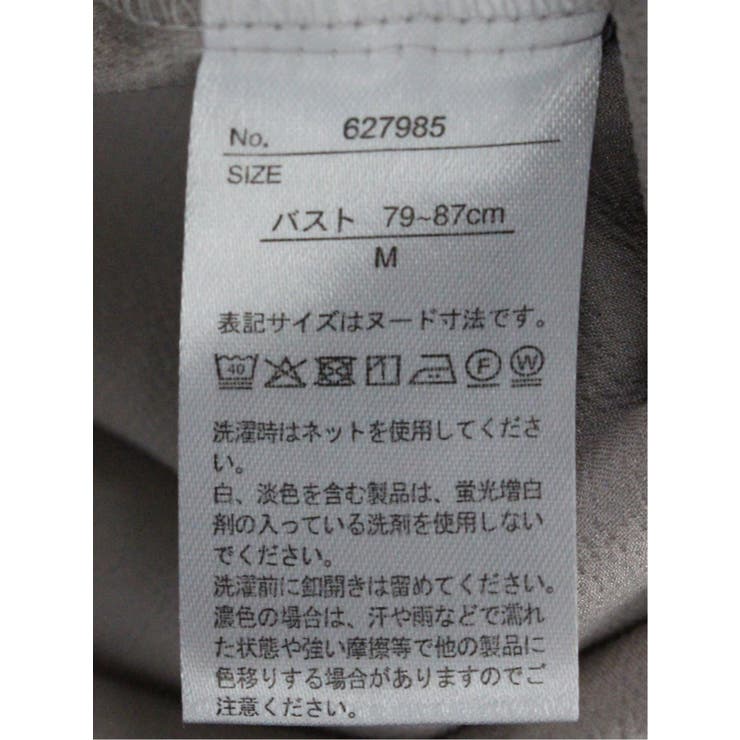 No. 627985
SIZE
バスト 79~87cm
M
表記サイズはヌード寸法です。
40 F W
洗濯時はネットを使用してくださ
い。
白、淡色を含む製品は、蛍光増白
剤の入っている洗剤を使用しない
でください。
洗濯前に釦開きは留めてください。
濃色の場合は、汗や雨などで濡れ
た状態や強い摩擦等で他の製品に
色移りする場合がありますのでご
注意ください。